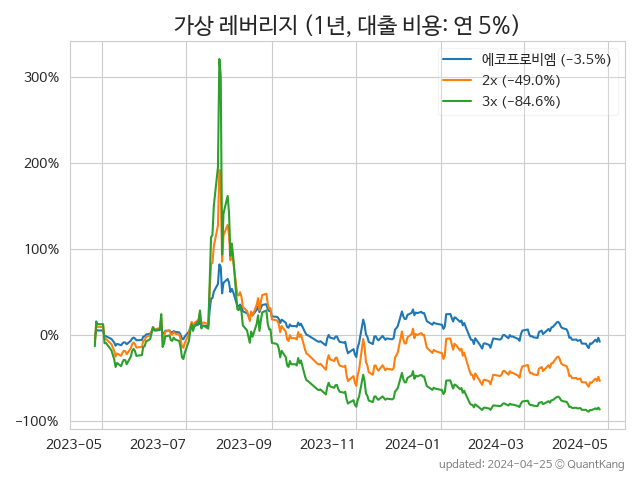 가상 레버리지 (1년, 대출 비용: 연 5%)
에코프로비엠 (−3.5%)
2x (−49.0%)
3x (−84.6%)
300%
200%
100%
0%
−100%
2023-05 2023-07 2023-09 2023-11 2024-01 2024-03 2024-05
updated: 2024-04-25 © QuantKang